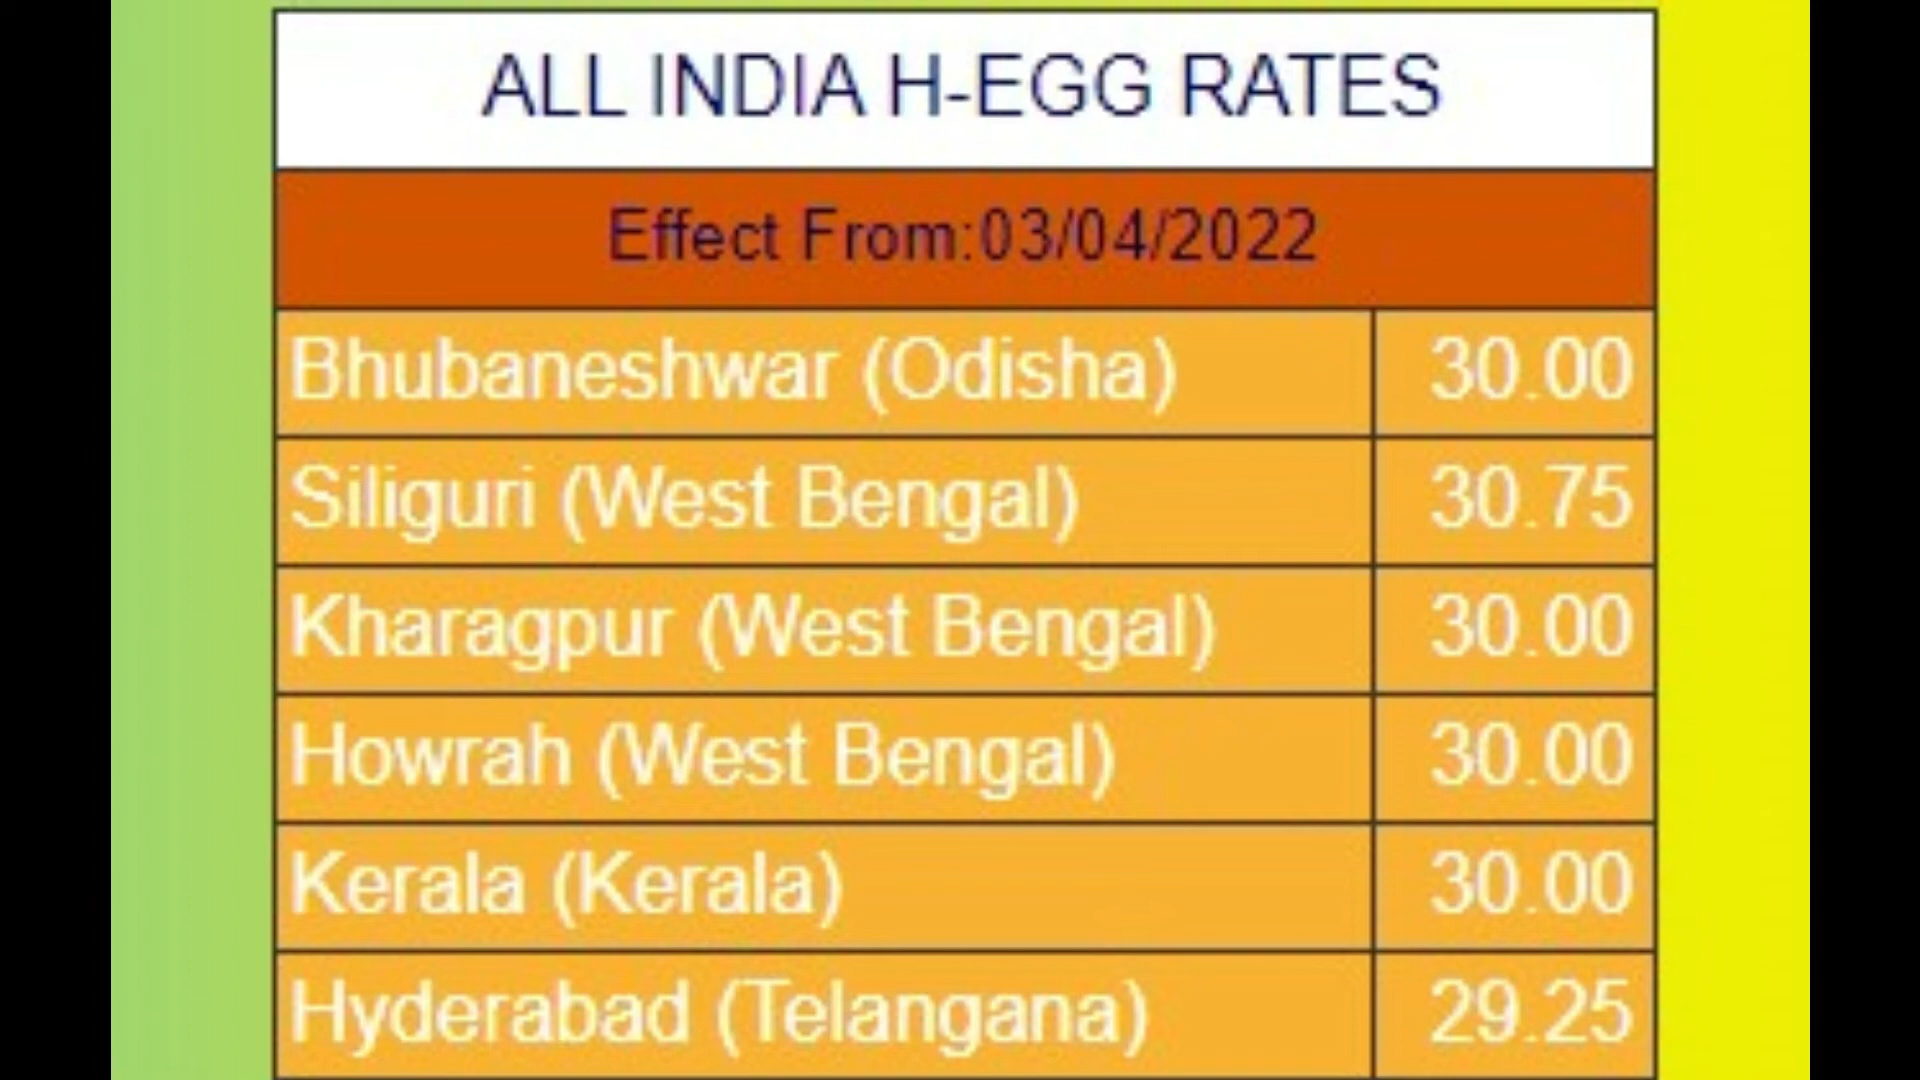 ALL INDIA H-EGG RATES
Effect From:03/04/2022
Bhubaneshwar (Odisha) 30.00
Siliguri (West Bengal) 30.75
Kharagpur (West Bengal) 30.00
Howrah (West Bengal) 30.00
Kerala (Kerala) 30.00
Hyderabad (Telangana) 29.25